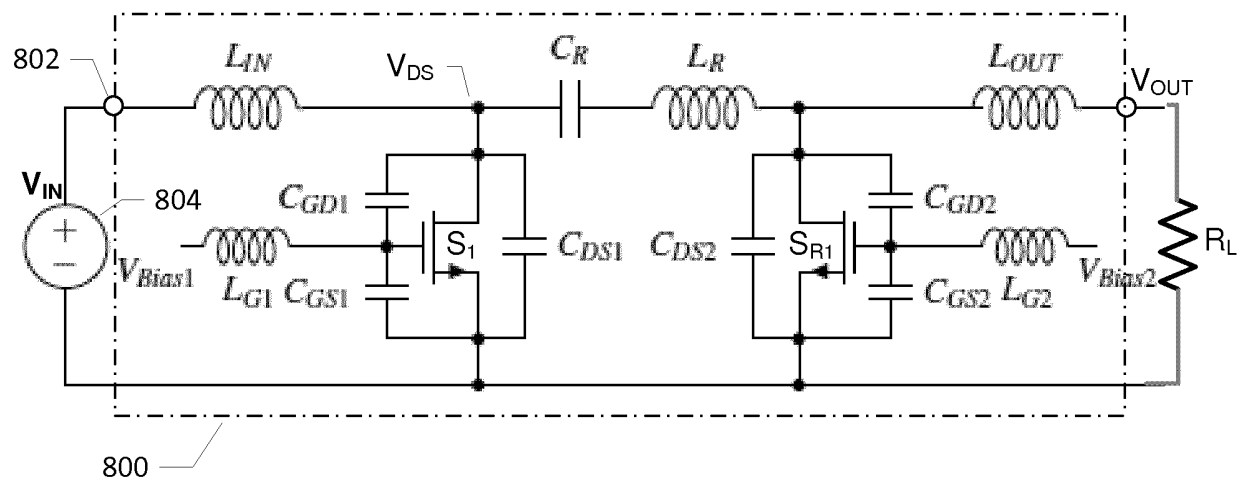 802
L_IN
V_DS
C_R
L_R
L_OUT
V_OUT
V_IN
804
C_GD1
S_1
C_DS1
C_DS2
S_R1
C_GD2
R_L
V_Bias1
L_G1
C_GS1
C_GS2
L_G2
V_Bias2
800